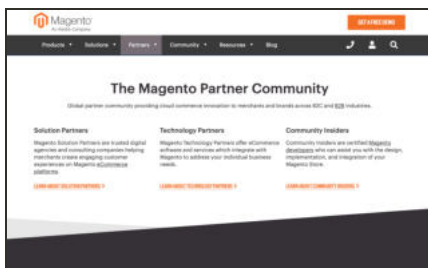 Magento
An Adobe Company
GET A FREE DEMO
Products Solutions Partners Community Resources Blog
The Magento Partner Community
Global partner community providing cloud commerce innovation to merchants and brands across B2C and B2B industries.
Solution Partners
Magento Solution Partners are trusted digital
agencies and consulting companies helping
merchants create engaging customer
experiences on Magento eCommerce
platforms
LEARN ABOUT SOLUTION PARTNERS >
Technology Partners
Magento Technology Partners offer eCommerce
software and services which integrate with
Magento to address your individual business
needs.
LEARN ABOUT TECHNOLOGY PARTNERS >
Community Insiders
Community Insiders are certified Magento
developers who can assist you with the design,
implementation, and integration of your
Magento Store.
LEARN ABOUT COMMUNITY INSIDERS >